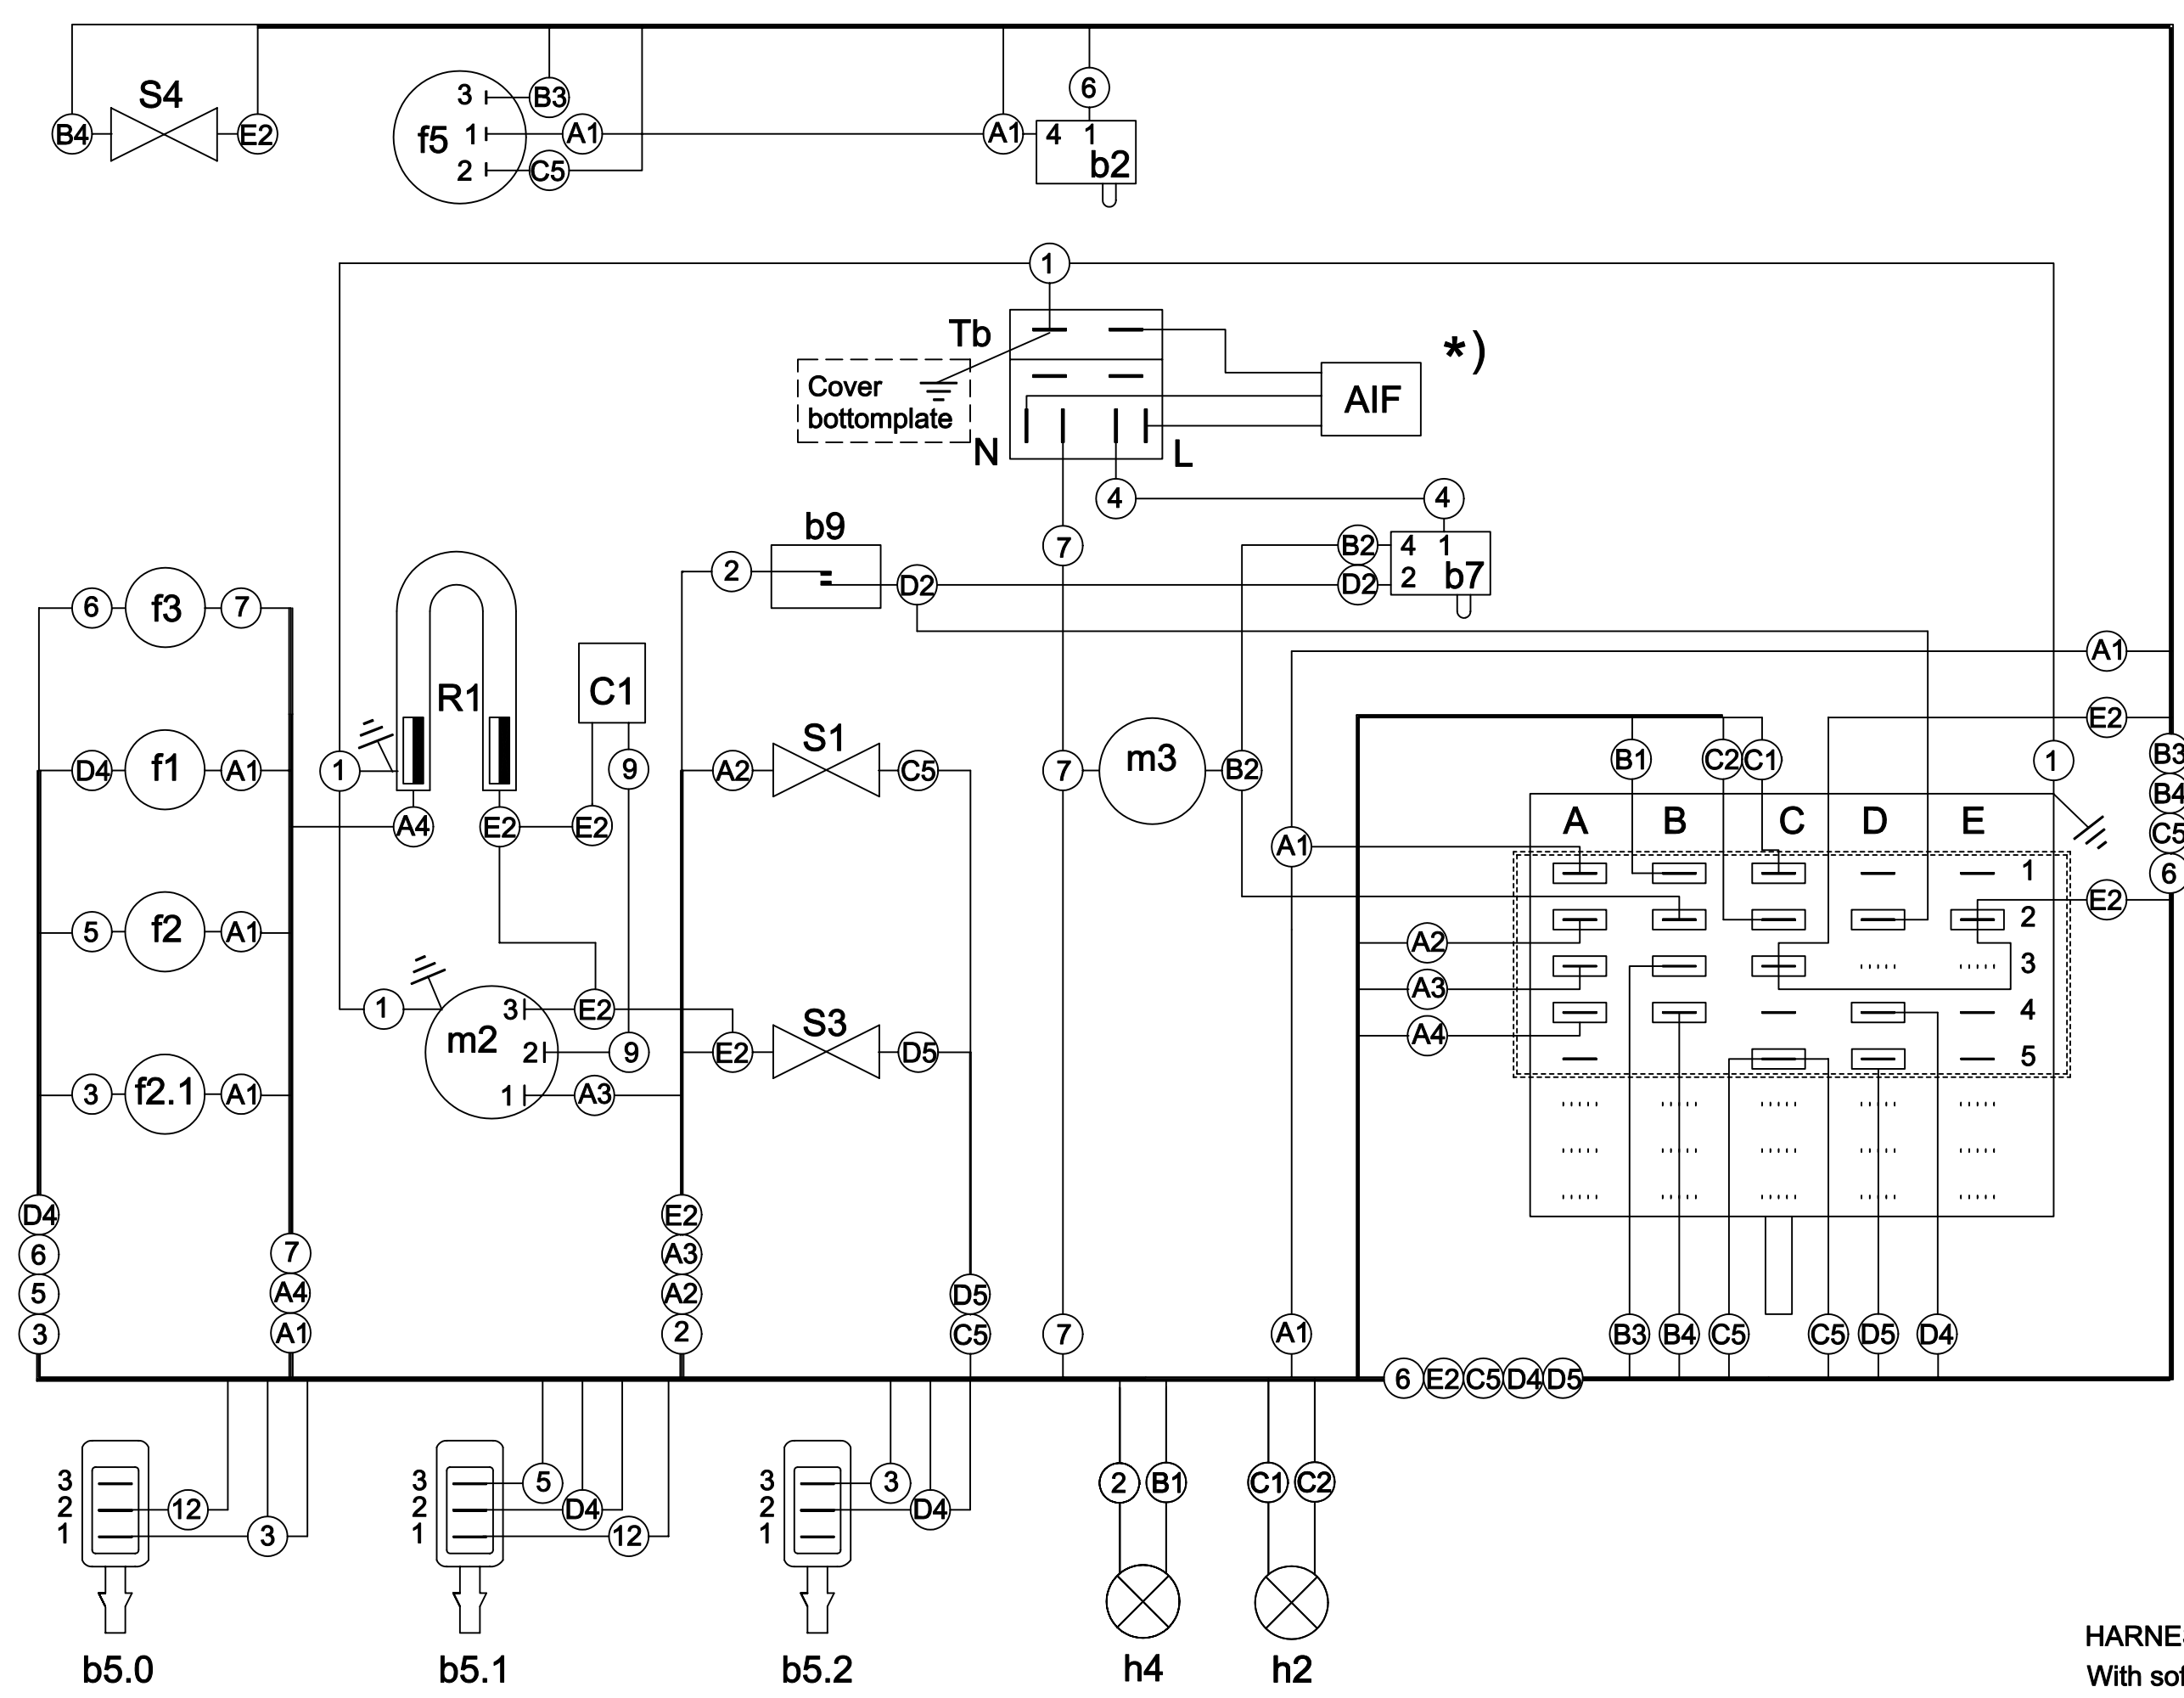 S4
B4 E2
f5
3 B3
1 A1
2 C5
6
A1 4 1
b2
1
Tb
Cover
bottomplate
N L
AIF
*)
4 4
7
b9
2 D2
B2 4 1
D2 2 b7
6 f3 7
D4 f1 A1
5 f2 A1
3 f2.1 A1
R1
C1
1 9
A4 E2 E2
S1
A2 C5
7 m3 B2
A1
E2
B1 C2 C1
1
B3
B4
C5
6
A1
A B C D E
1
E2
2
A2
3
A3
4
A4
5
1
m2
3 E2
2 9
1 A3
S3
E2 D5
D4
6
5
3
7
A4
A1
E2
A3
A2
2
D5
C5
7
A1
B3 B4 C5 C5 D5 D4
6 E2 C5 D4 D5
3
2 12
1 3
b5.0
3 5
2 D4
1 12
b5.1
3 3
2 D4
1
b5.2
2 B1
h4
C1 C2
h2
HARNE
With sof